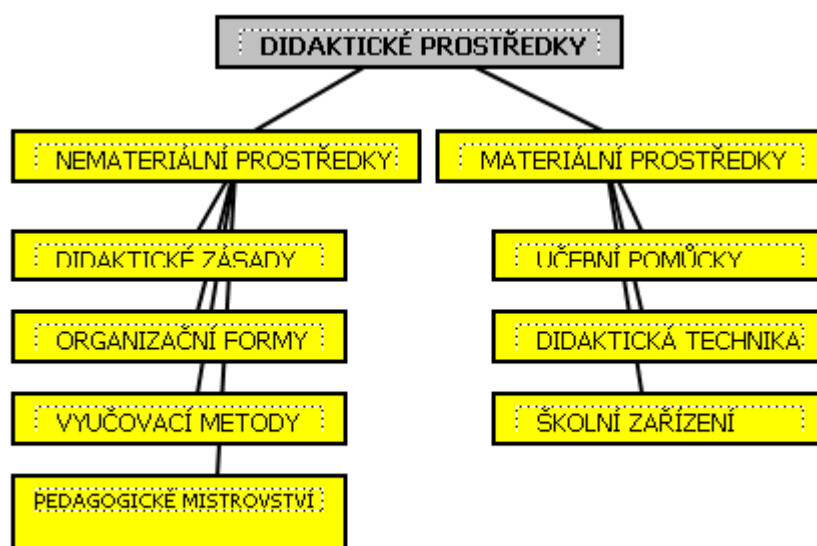 DIDAKTICKÉ PROSTŘEDKY
NEMATERIÁLNÍ PROSTŘEDKY
MATERIÁLNÍ PROSTŘEDKY
DIDAKTICKÉ ZÁSADY
UČEBNÍ POMŮCKY
ORGANIZAČNÍ FORMY
DIDAKTICKÁ TECHNIKA
VYUČOVACÍ METODY
ŠKOLNÍ ZAŘÍZENÍ
PEDAGOGICKÉ MISTROVSTVÍ